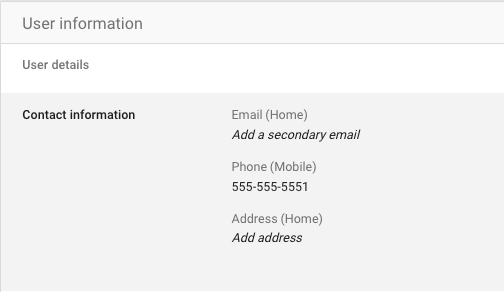 User information
User details
Contact information
Email (Home)
Add a secondary email
Phone (Mobile)
555-555-5551
Address (Home)
Add address